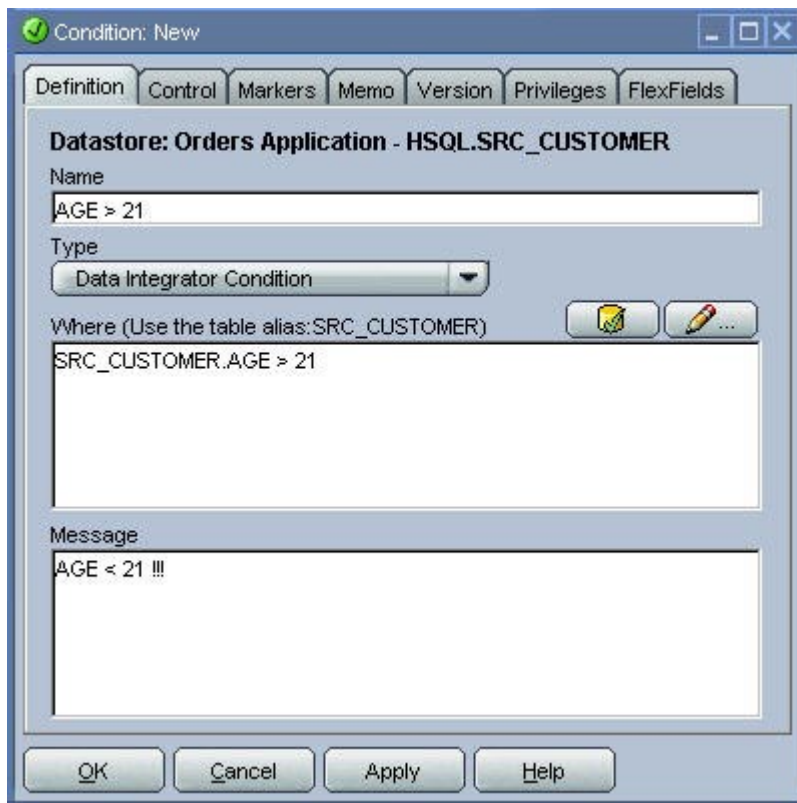 Condition: New
Definition Control Markers Memo Version Privileges FlexFields
Datastore: Orders Application - HSQL.SRC_CUSTOMER
Name
AGE > 21
Type
Data Integrator Condition
Where (Use the table alias:SRC_CUSTOMER)
...
SRC_CUSTOMER.AGE > 21
Message
AGE < 21 !!!
OK Cancel Apply Help